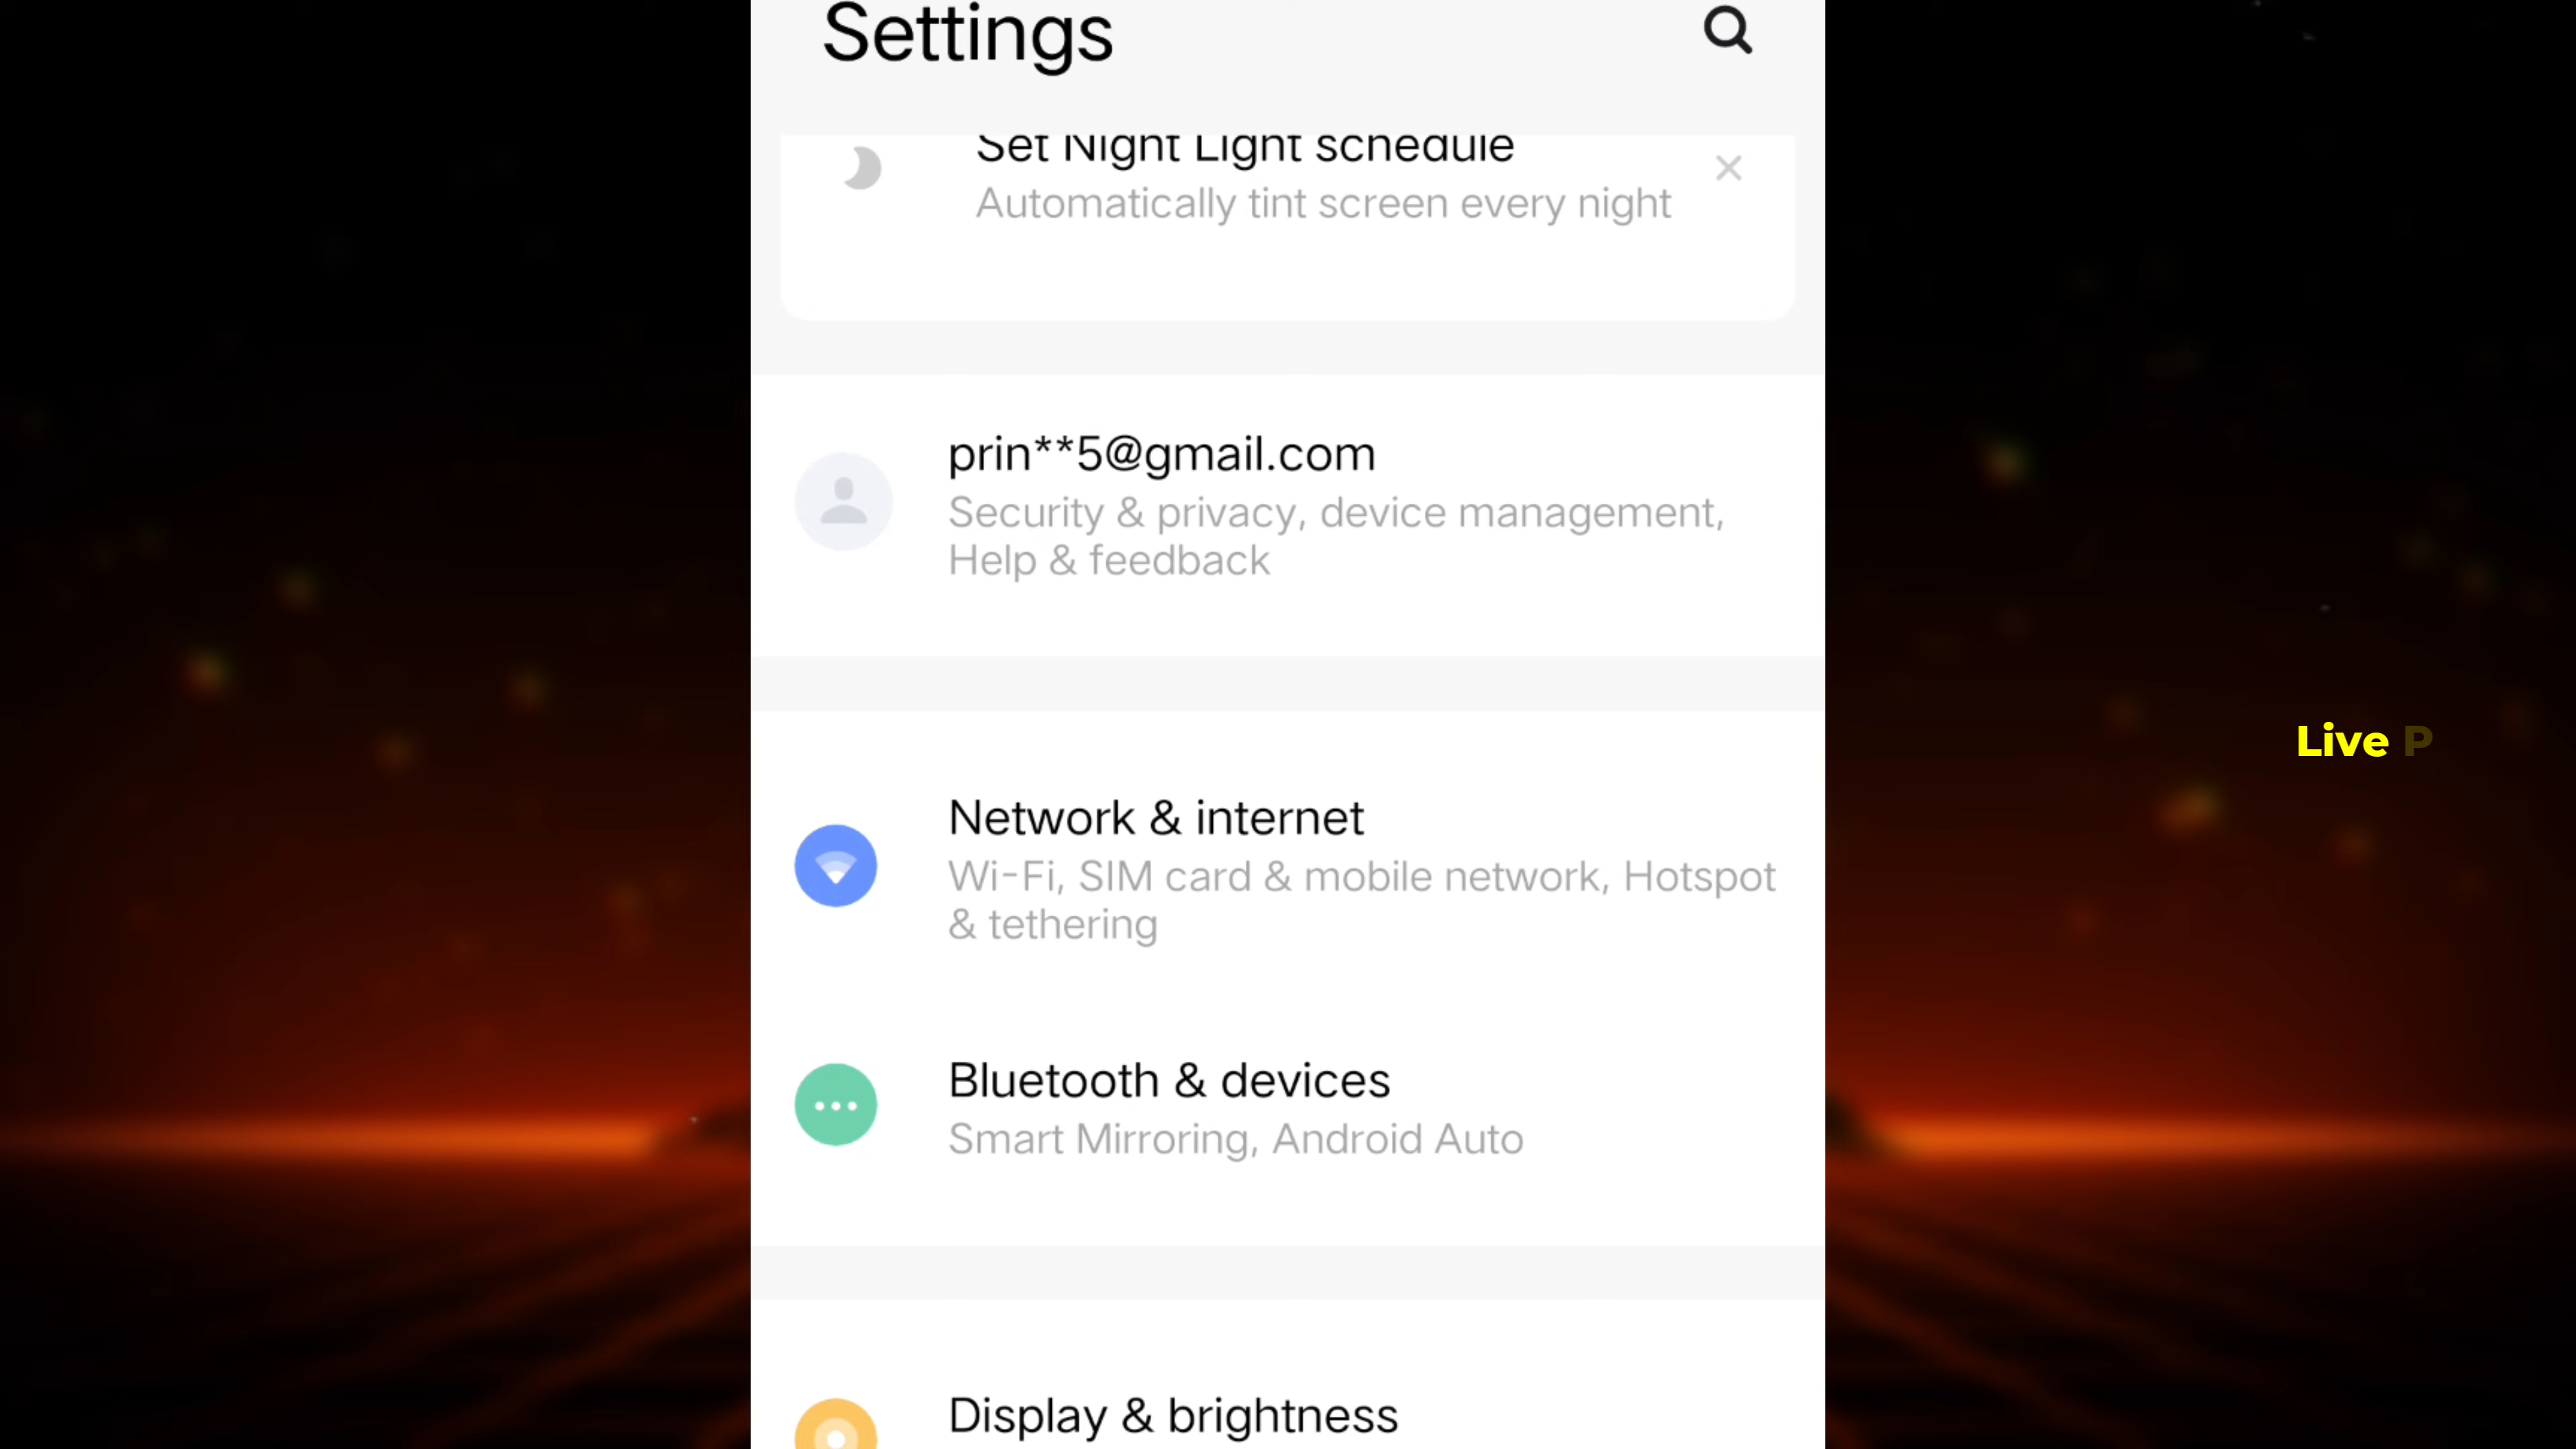 Settings
Set Night Light schedule
Automatically tint screen every night
prin**5@gmail.com
Security & privacy, device management,
Help & feedback
Network & internet
Wi-Fi, SIM card & mobile network, Hotspot
& tethering
Live P
Bluetooth & devices
Smart Mirroring, Android Auto
Display & brightness